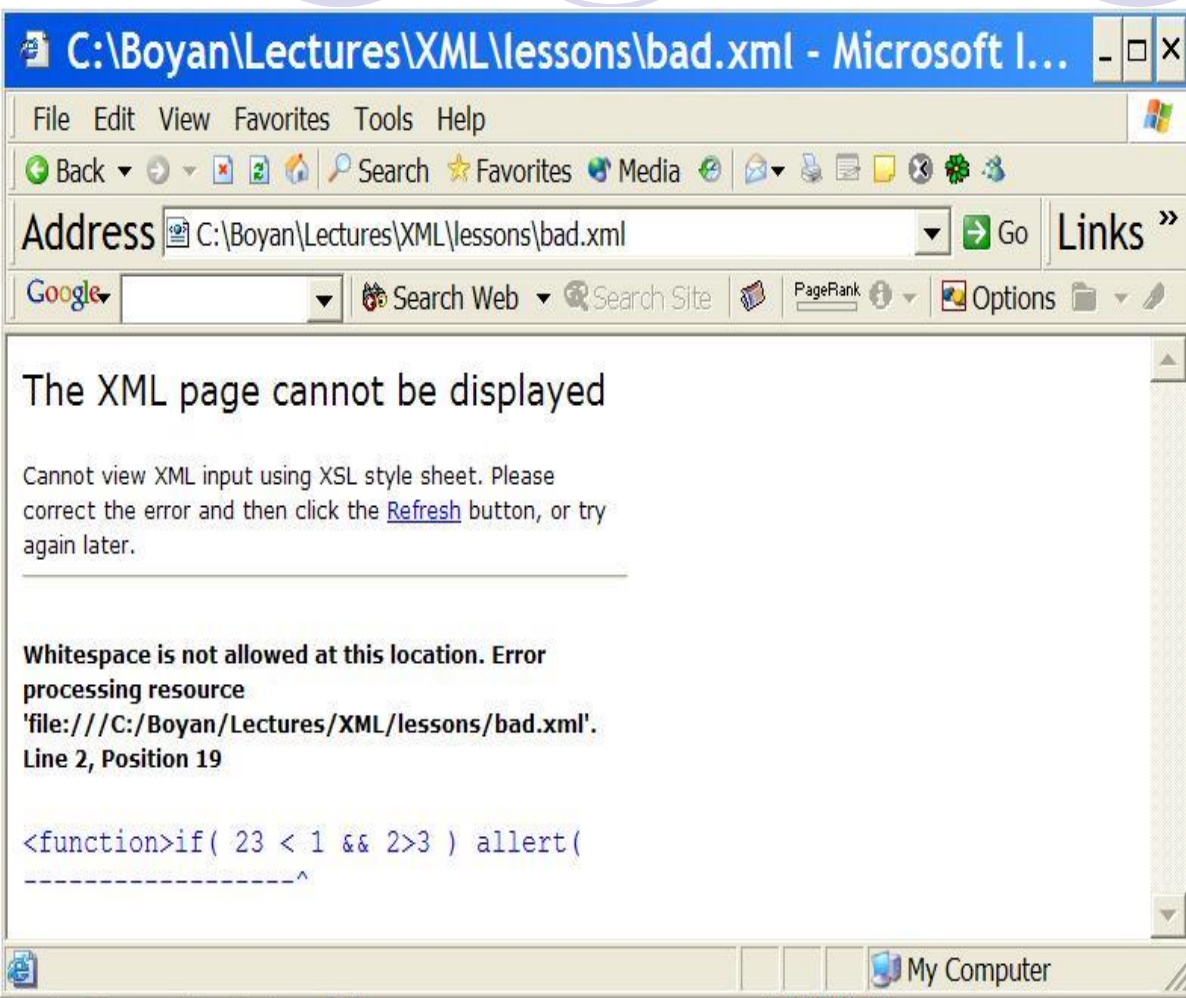 C:\Boyan\Lectures\XML\lessons\bad.xml - Microsoft I...
File Edit View Favorites Tools Help
Back Search Favorites Media
Address C:\Boyan\Lectures\XML\lessons\bad.xml Go Links »
Google Search Web Search Site PageRank Options
The XML page cannot be displayed
Cannot view XML input using XSL style sheet. Please
correct the error and then click the Refresh button, or try
again later.
Whitespace is not allowed at this location. Error
processing resource
'file:///C:/Boyan/Lectures/XML/lessons/bad.xml'.
Line 2, Position 19
<function>if( 23 < 1 && 2>3 ) allert(
------------------^
My Computer